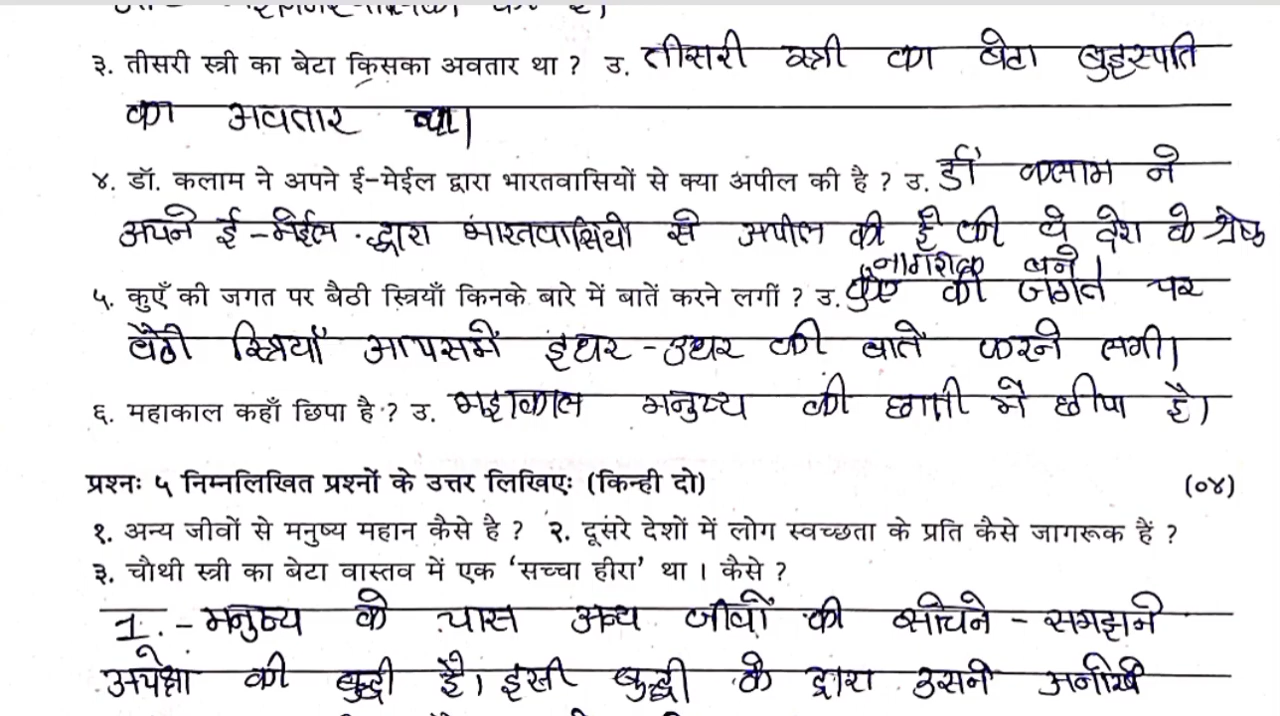 ३. तीसरी स्त्री का बेटा किसका अवतार था ? उ. तीसरी स्त्री का बेटा बुहस्पति
का अवतार था।
४. डॉ. कलाम ने अपने ई-मेईल द्वारा भारतवासियों से क्या अपील की है ? उ. डॉ कलाम ने
अपने ई-मेईल द्धारा भारतवासियो से अपील की है की वे देश के श्रेष्ठ
नागरीक बने।
५. कुएँ की जगत पर बैठी स्त्रियाँ किनके बारे में बातें करने लगीं ? उ. कुएँ की जगत पर
बैठी स्त्रियाँ आपसमें इधर-उधर की बातें करने लगी।
६. महाकाल कहाँ छिपा है ? उ. महाकाल मनुष्य की छाती में छीपा है।
प्रश्नः ५ निम्नलिखित प्रश्नों के उत्तर लिखिएः (किन्ही दो) (०४)
१. अन्य जीवों से मनुष्य महान कैसे है ? २. दूसरे देशों में लोग स्वच्छता के प्रति कैसे जागरूक हैं ?
३. चौथी स्त्री का बेटा वास्तव में एक ‘सच्चा हीरा’ था । कैसे ?
1. - मनुष्य के पास अन्य जीवों की सोचने - समझने
अपेक्षा की बुद्धी है। इसी बुद्धी के द्वारा उसने अनोखे